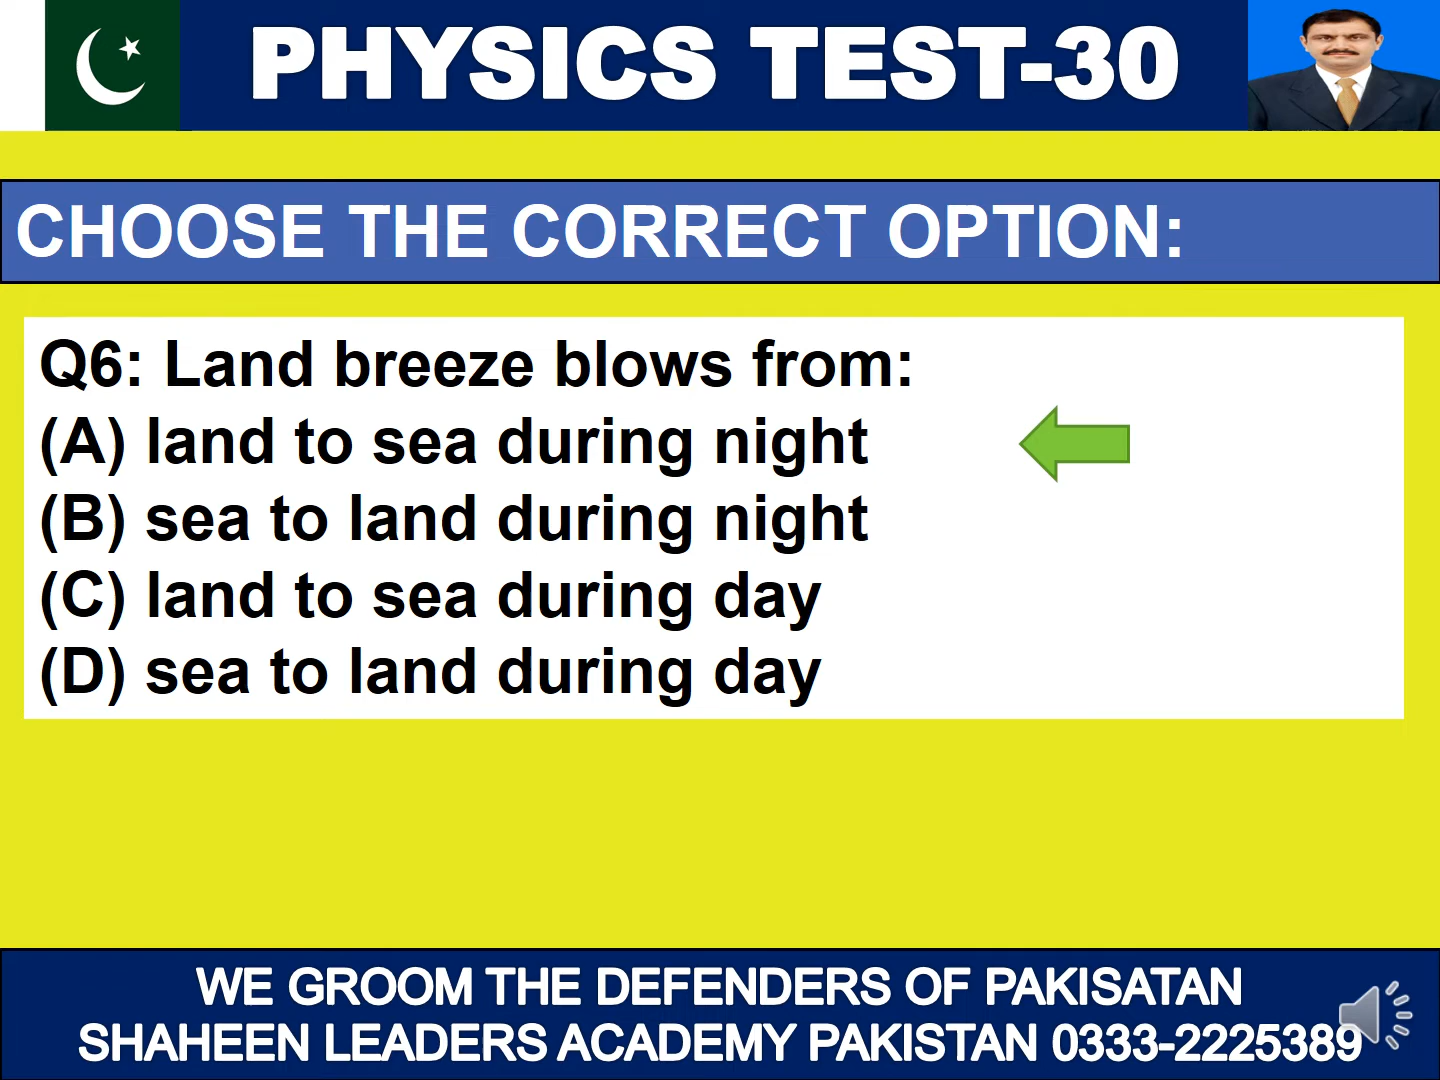 PHYSICS TEST-30
CHOOSE THE CORRECT OPTION:
Q6: Land breeze blows from:
(A) land to sea during night
(B) sea to land during night
(C) land to sea during day
(D) sea to land during day
WE GROOM THE DEFENDERS OF PAKISATAN
SHAHEEN LEADERS ACADEMY PAKISTAN 0333-2225389